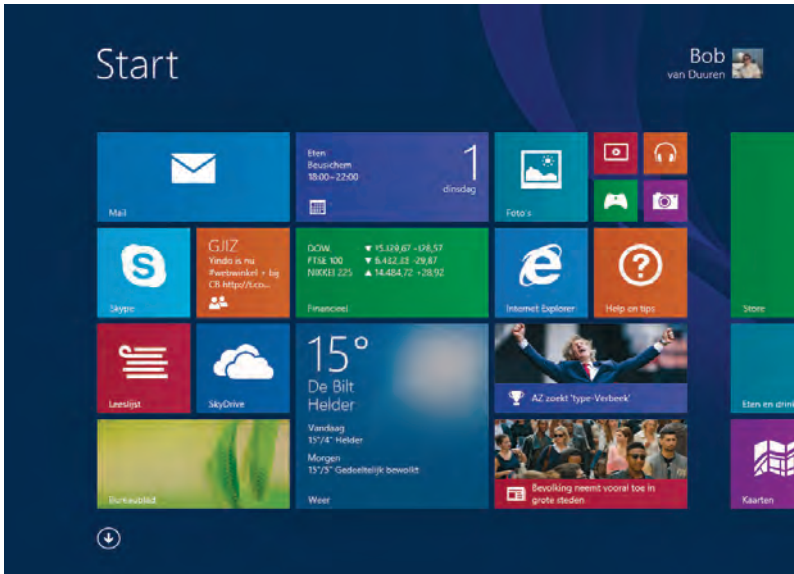 Start
Bob
van Duuren
Mail
Eten
Beusichem
18:00–22:00
1
dinsdag
Foto's
Skype
GJIZ
Yindo is nu
#webwinkel + bij
CB http://t.co...
DOW ▼ 15.129,67 -128,57
FTSE 100 ▼ 6.432,33 -29,87
NIKKEI 225 ▲ 14.484,72 +28,92
Financieel
Internet Explorer
Help en tips
Store
Leeslijst
SkyDrive
15°
De Bilt
Helder
Vandaag
15°/4° Helder
Morgen
15°/5° Gedeeltelijk bewolkt
Weer
AZ zoekt 'type-Verbeek'
Eten en drink
Bureaublad
Bevolking neemt vooral toe in
grote steden
Kaarten